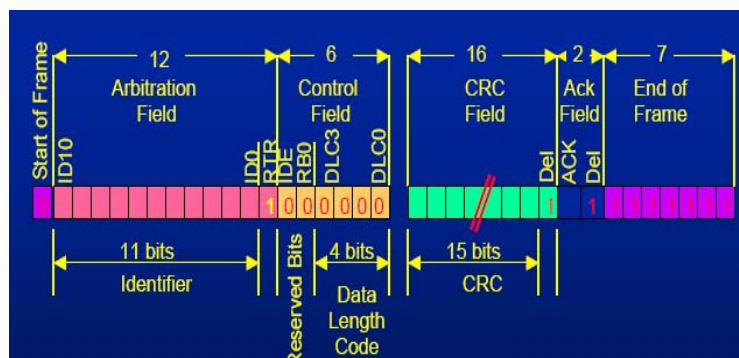 12
6
16
2
7
Arbitration
Field
Control
Field
CRC
Field
Ack
Field
End of
Frame
Start of Frame
ID10
ID0
RTR
IDE
RB0
DLC3
DLC0
Del
ACK
Del
0
1
0
0
0
0
0
0
1
1
1
1
1
1
1
1
1
11 bits
Identifier
Reserved Bits
4 bits
Data
Length
Code
15 bits
CRC